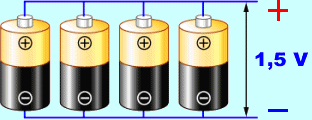 +
+ + + +
1,5 V
- - - -
-